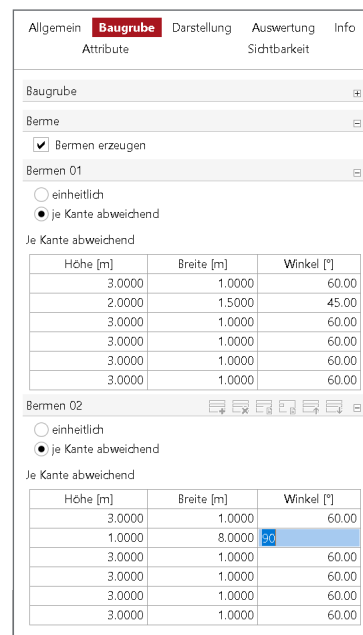 Allgemein Baugrube Darstellung Auswertung Info
Attribute Sichtbarkeit
Baugrube
Berme
Bermen erzeugen
Bermen 01
einheitlich
je Kante abweichend
Je Kante abweichend
Höhe [m] Breite [m] Winkel [°]
3.0000 1.0000 60.00
2.0000 1.5000 45.00
3.0000 1.0000 60.00
3.0000 1.0000 60.00
3.0000 1.0000 60.00
3.0000 1.0000 60.00
Bermen 02
einheitlich
je Kante abweichend
Je Kante abweichend
Höhe [m] Breite [m] Winkel [°]
3.0000 1.0000 60.00
1.0000 8.0000 90
3.0000 1.0000 60.00
3.0000 1.0000 60.00
3.0000 1.0000 60.00
3.0000 1.0000 60.00